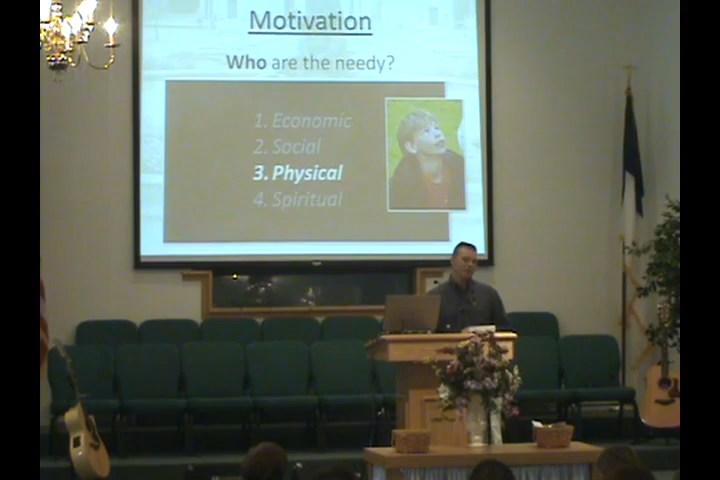 Motivation
Who are the needy?
1. Economic
2. Social
3. Physical
4. Spiritual